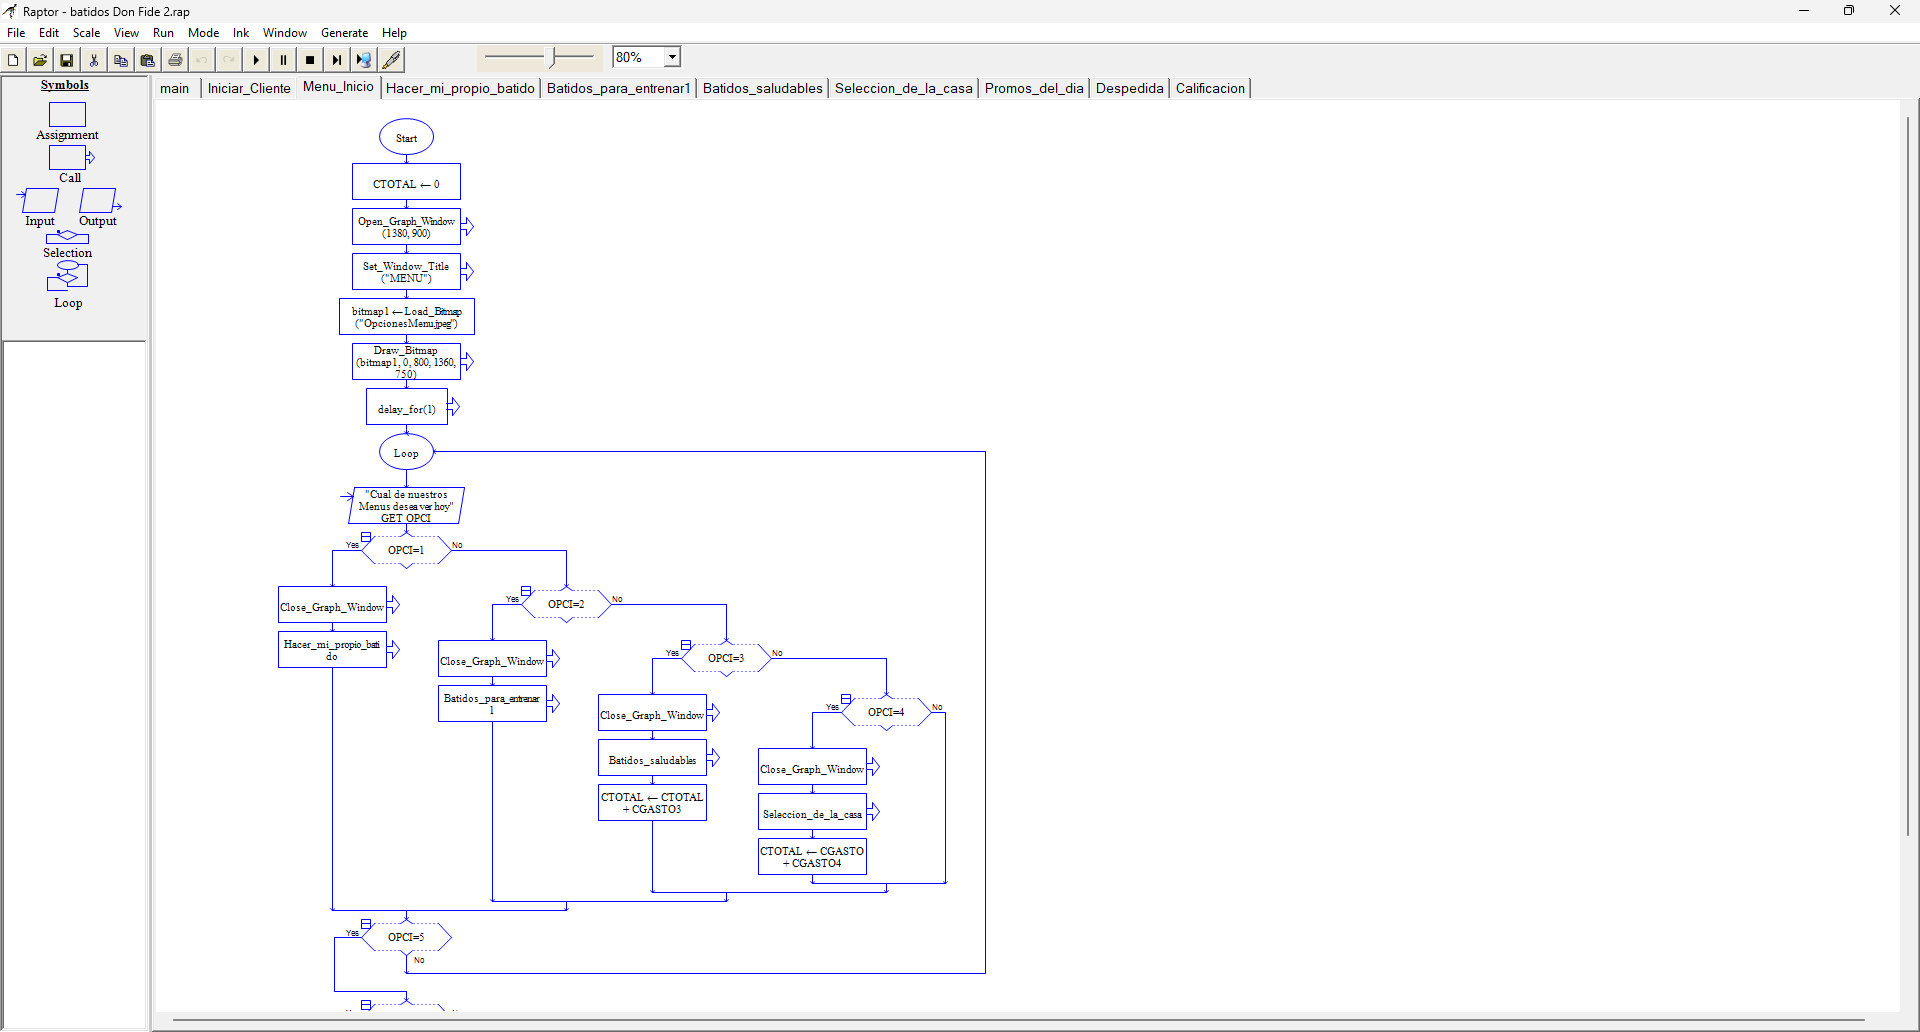 Raptor - batidos Don Fide 2.rap
File Edit Scale View Run Mode Ink Window Generate Help
80%
Symbols
Assignment
Call
Input Output
Selection
Loop
main Iniciar_Cliente Menu_Inicio Hacer_mi_propio_batido Batidos_para_entrenar1 Batidos_saludables Seleccion_de_la_casa Promos_del_dia Despedida Calificacion
Start
CTOTAL ← 0
Open_Graph_Window
(1380, 900)
Set_Window_Title
("MENU")
bitmap1 ← Load_Bitmap
("OpcionesMenu.jpeg")
Draw_Bitmap
(bitmap1, 0, 800, 1360,
750)
delay_for(1)
Loop
"Cual de nuestros
Menus desea ver hoy"
GET OPCI
Yes OPCI=1 No
Close_Graph_Window
Hacer_mi_propio_bati
do
Yes OPCI=2 No
Close_Graph_Window
Batidos_para_entrenar
1
Yes OPCI=3 No
Close_Graph_Window
Batidos_saludables
CTOTAL ← CTOTAL
+ CGASTO3
Yes OPCI=4 No
Close_Graph_Window
Seleccion_de_la_casa
CTOTAL ← CGASTO
+ CGASTO4
Yes OPCI=5
No